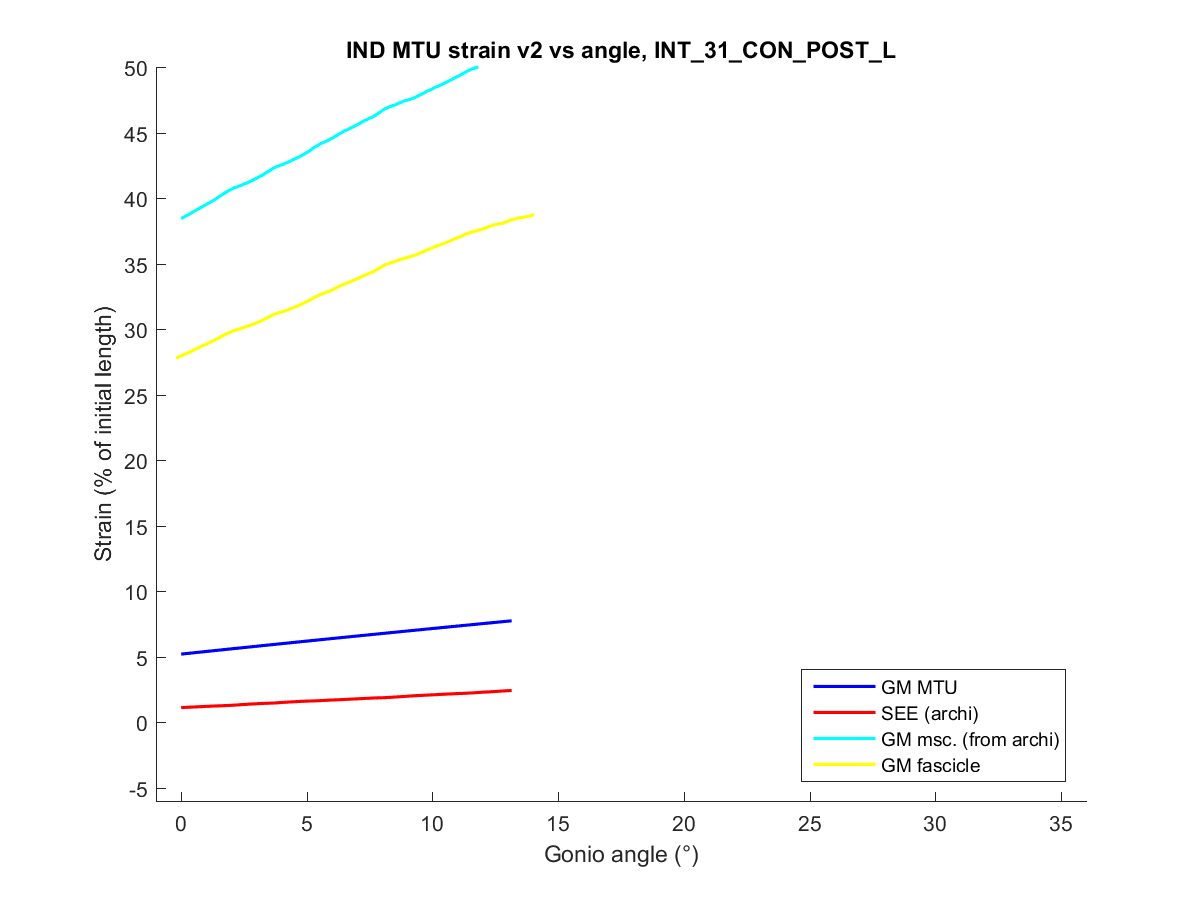 IND MTU strain v2 vs angle, INT_31_CON_POST_L
50
45
40
35
30
25
20
15
10
5
0
-5
Strain (% of initial length)
0 5 10 15 20 25 30 35
Gonio angle (°)
GM MTU
SEE (archi)
GM msc. (from archi)
GM fascicle